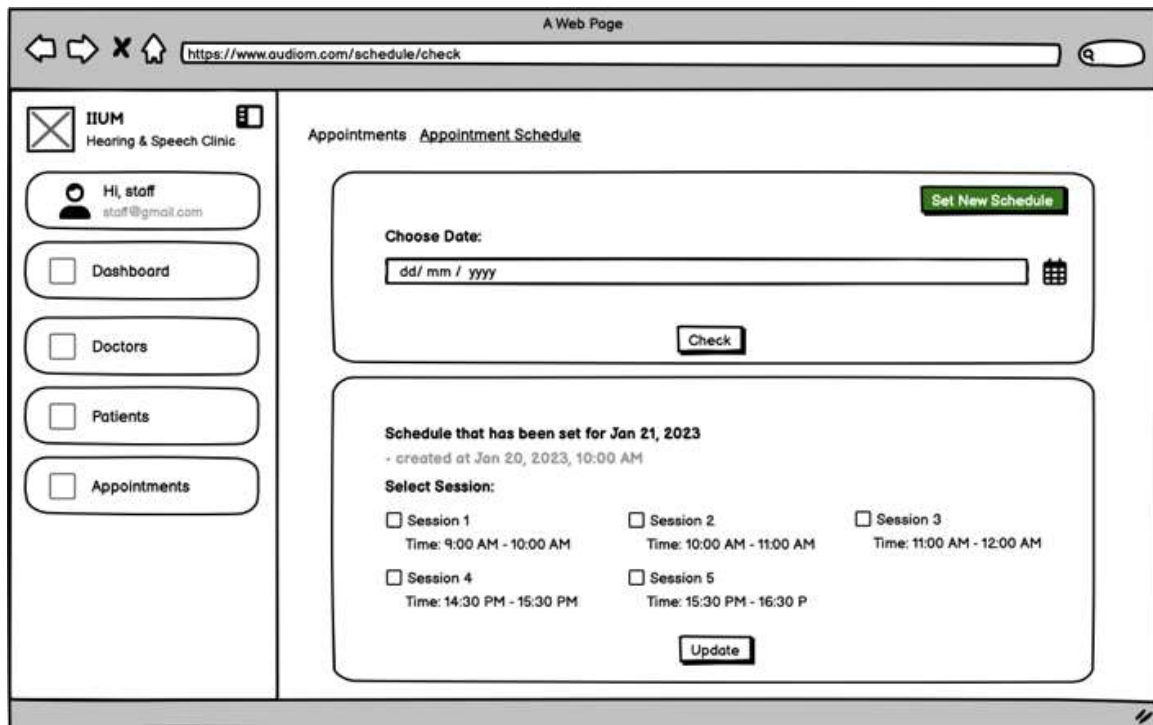 A Web Page
https://www.audiom.com/schedule/check
IIUM
Hearing & Speech Clinic
Hi, staff
staff@gmail.com
Dashboard
Doctors
Patients
Appointments
Appointments Appointment Schedule
Set New Schedule
Choose Date:
dd/ mm / yyyy
Check
Schedule that has been set for Jan 21, 2023
- created at Jan 20, 2023, 10:00 AM
Select Session:
Session 1 Session 2 Session 3
Time: 9:00 AM - 10:00 AM Time: 10:00 AM - 11:00 AM Time: 11:00 AM - 12:00 AM
Session 4 Session 5
Time: 14:30 PM - 15:30 PM Time: 15:30 PM - 16:30 P
Update